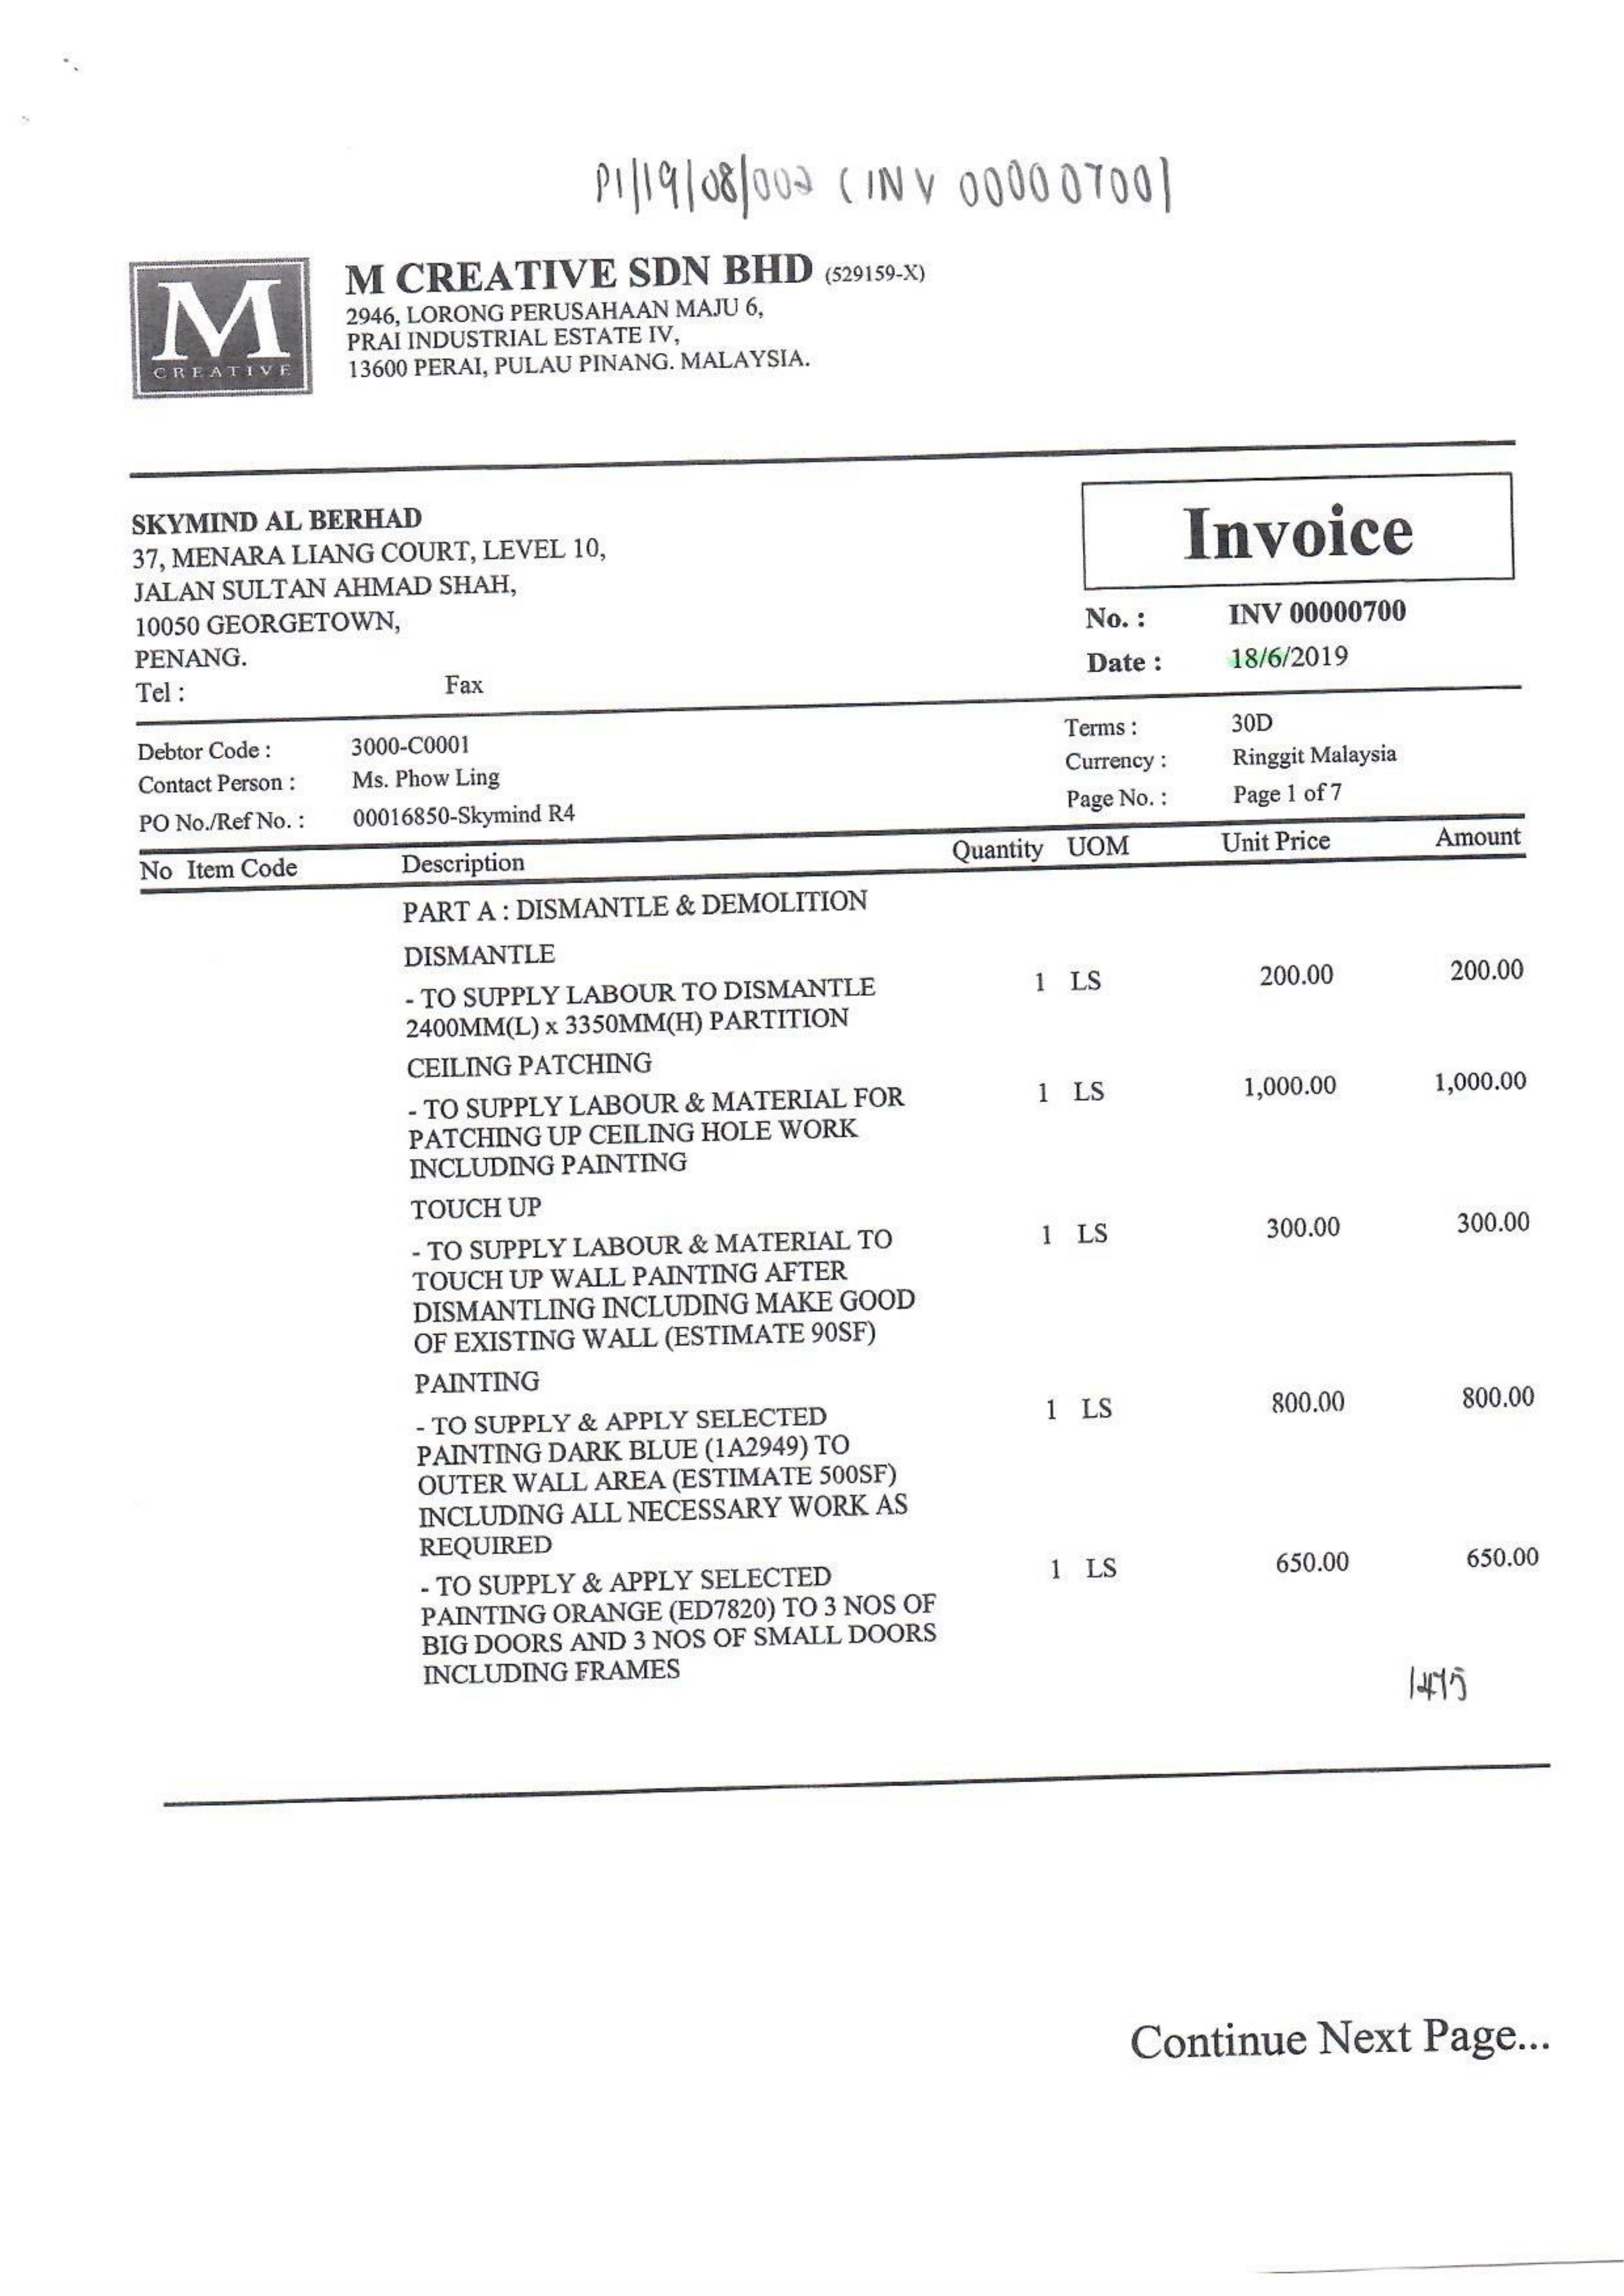 PI/19/08/002 (INV 00000700)
M
CREATIVE
M CREATIVE SDN BHD (529159-X)
2946, LORONG PERUSAHAAN MAJU 6,
PRAI INDUSTRIAL ESTATE IV,
13600 PERAI, PULAU PINANG. MALAYSIA.
SKYMIND AL BERHAD
37, MENARA LIANG COURT, LEVEL 10,
JALAN SULTAN AHMAD SHAH,
10050 GEORGETOWN,
PENANG.
Tel : Fax
Invoice
No. : INV 00000700
Date : 18/6/2019
Debtor Code : 3000-C0001
Contact Person : Ms. Phow Ling
PO No./Ref No. : 00016850-Skymind R4
Terms : 30D
Currency : Ringgit Malaysia
Page No. : Page 1 of 7
No Item Code Description Quantity UOM Unit Price Amount
PART A : DISMANTLE & DEMOLITION
DISMANTLE
- TO SUPPLY LABOUR TO DISMANTLE 1 LS 200.00 200.00
2400MM(L) x 3350MM(H) PARTITION
CEILING PATCHING
- TO SUPPLY LABOUR & MATERIAL FOR 1 LS 1,000.00 1,000.00
PATCHING UP CEILING HOLE WORK
INCLUDING PAINTING
TOUCH UP
- TO SUPPLY LABOUR & MATERIAL TO 1 LS 300.00 300.00
TOUCH UP WALL PAINTING AFTER
DISMANTLING INCLUDING MAKE GOOD
OF EXISTING WALL (ESTIMATE 90SF)
PAINTING
- TO SUPPLY & APPLY SELECTED 1 LS 800.00 800.00
PAINTING DARK BLUE (1A2949) TO
OUTER WALL AREA (ESTIMATE 500SF)
INCLUDING ALL NECESSARY WORK AS
REQUIRED
- TO SUPPLY & APPLY SELECTED 1 LS 650.00 650.00
PAINTING ORANGE (ED7820) TO 3 NOS OF
BIG DOORS AND 3 NOS OF SMALL DOORS
INCLUDING FRAMES
Continue Next Page...